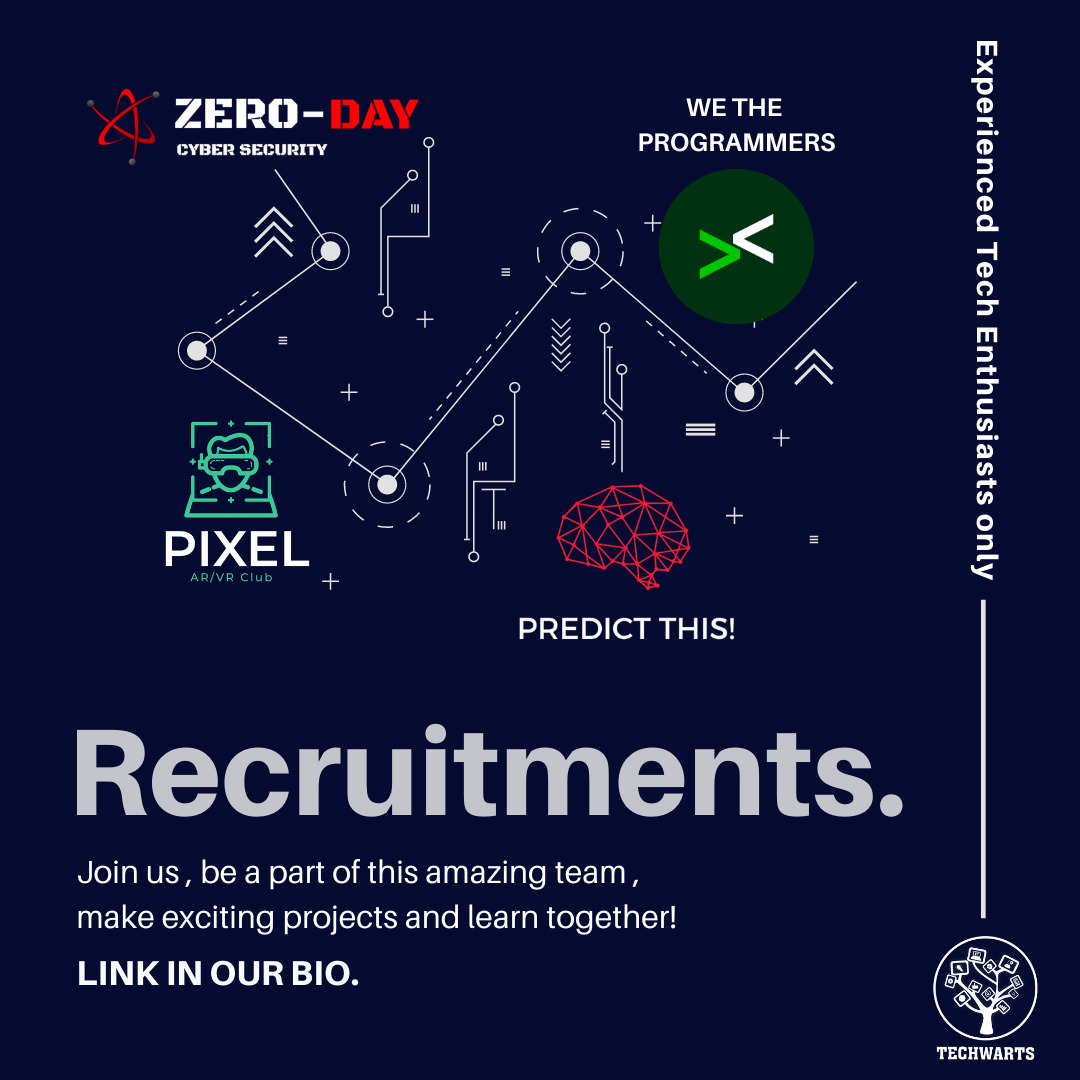 ZERO-DAY
CYBER SECURITY
WE THE
PROGRAMMERS
><
Experienced Tech Enthusiasts only
PIXEL
AR/VR Club
PREDICT THIS!
Recruitments.
Join us , be a part of this amazing team ,
make exciting projects and learn together!
LINK IN OUR BIO.
TECHWARTS